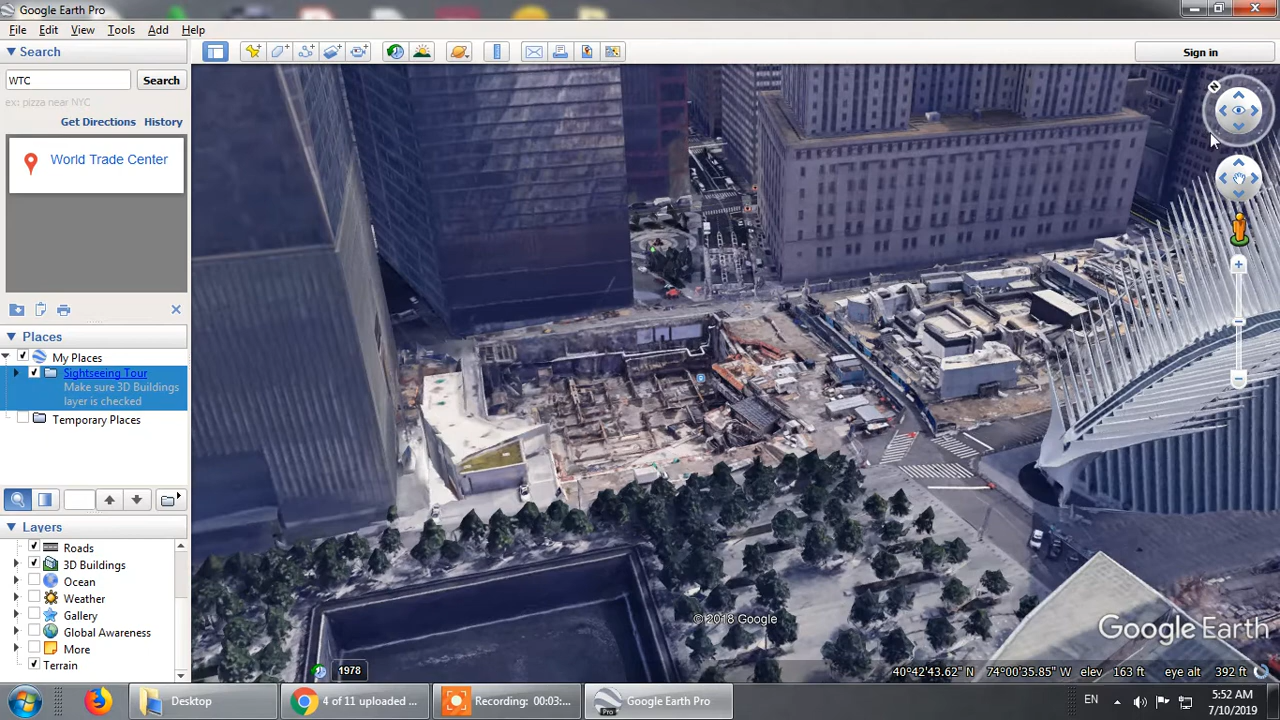 Google Earth Pro
File Edit View Tools Add Help
Search
Sign in
WTC
Search
ex: pizza near NYC
Get Directions History
World Trade Center
N
Places
My Places
Sightseeing Tour
Make sure 3D Buildings
layer is checked
Temporary Places
Layers
Roads
3D Buildings
Ocean
Weather
Gallery
Global Awareness
More
Terrain
© 2018 Google
Google Earth
1978
40°42'43.62" N 74°00'35.85" W elev 163 ft eye alt 392 ft
Desktop
4 of 11 uploaded ...
Recording: 00:03:...
Pro
Google Earth Pro
EN
5:52 AM
7/10/2019